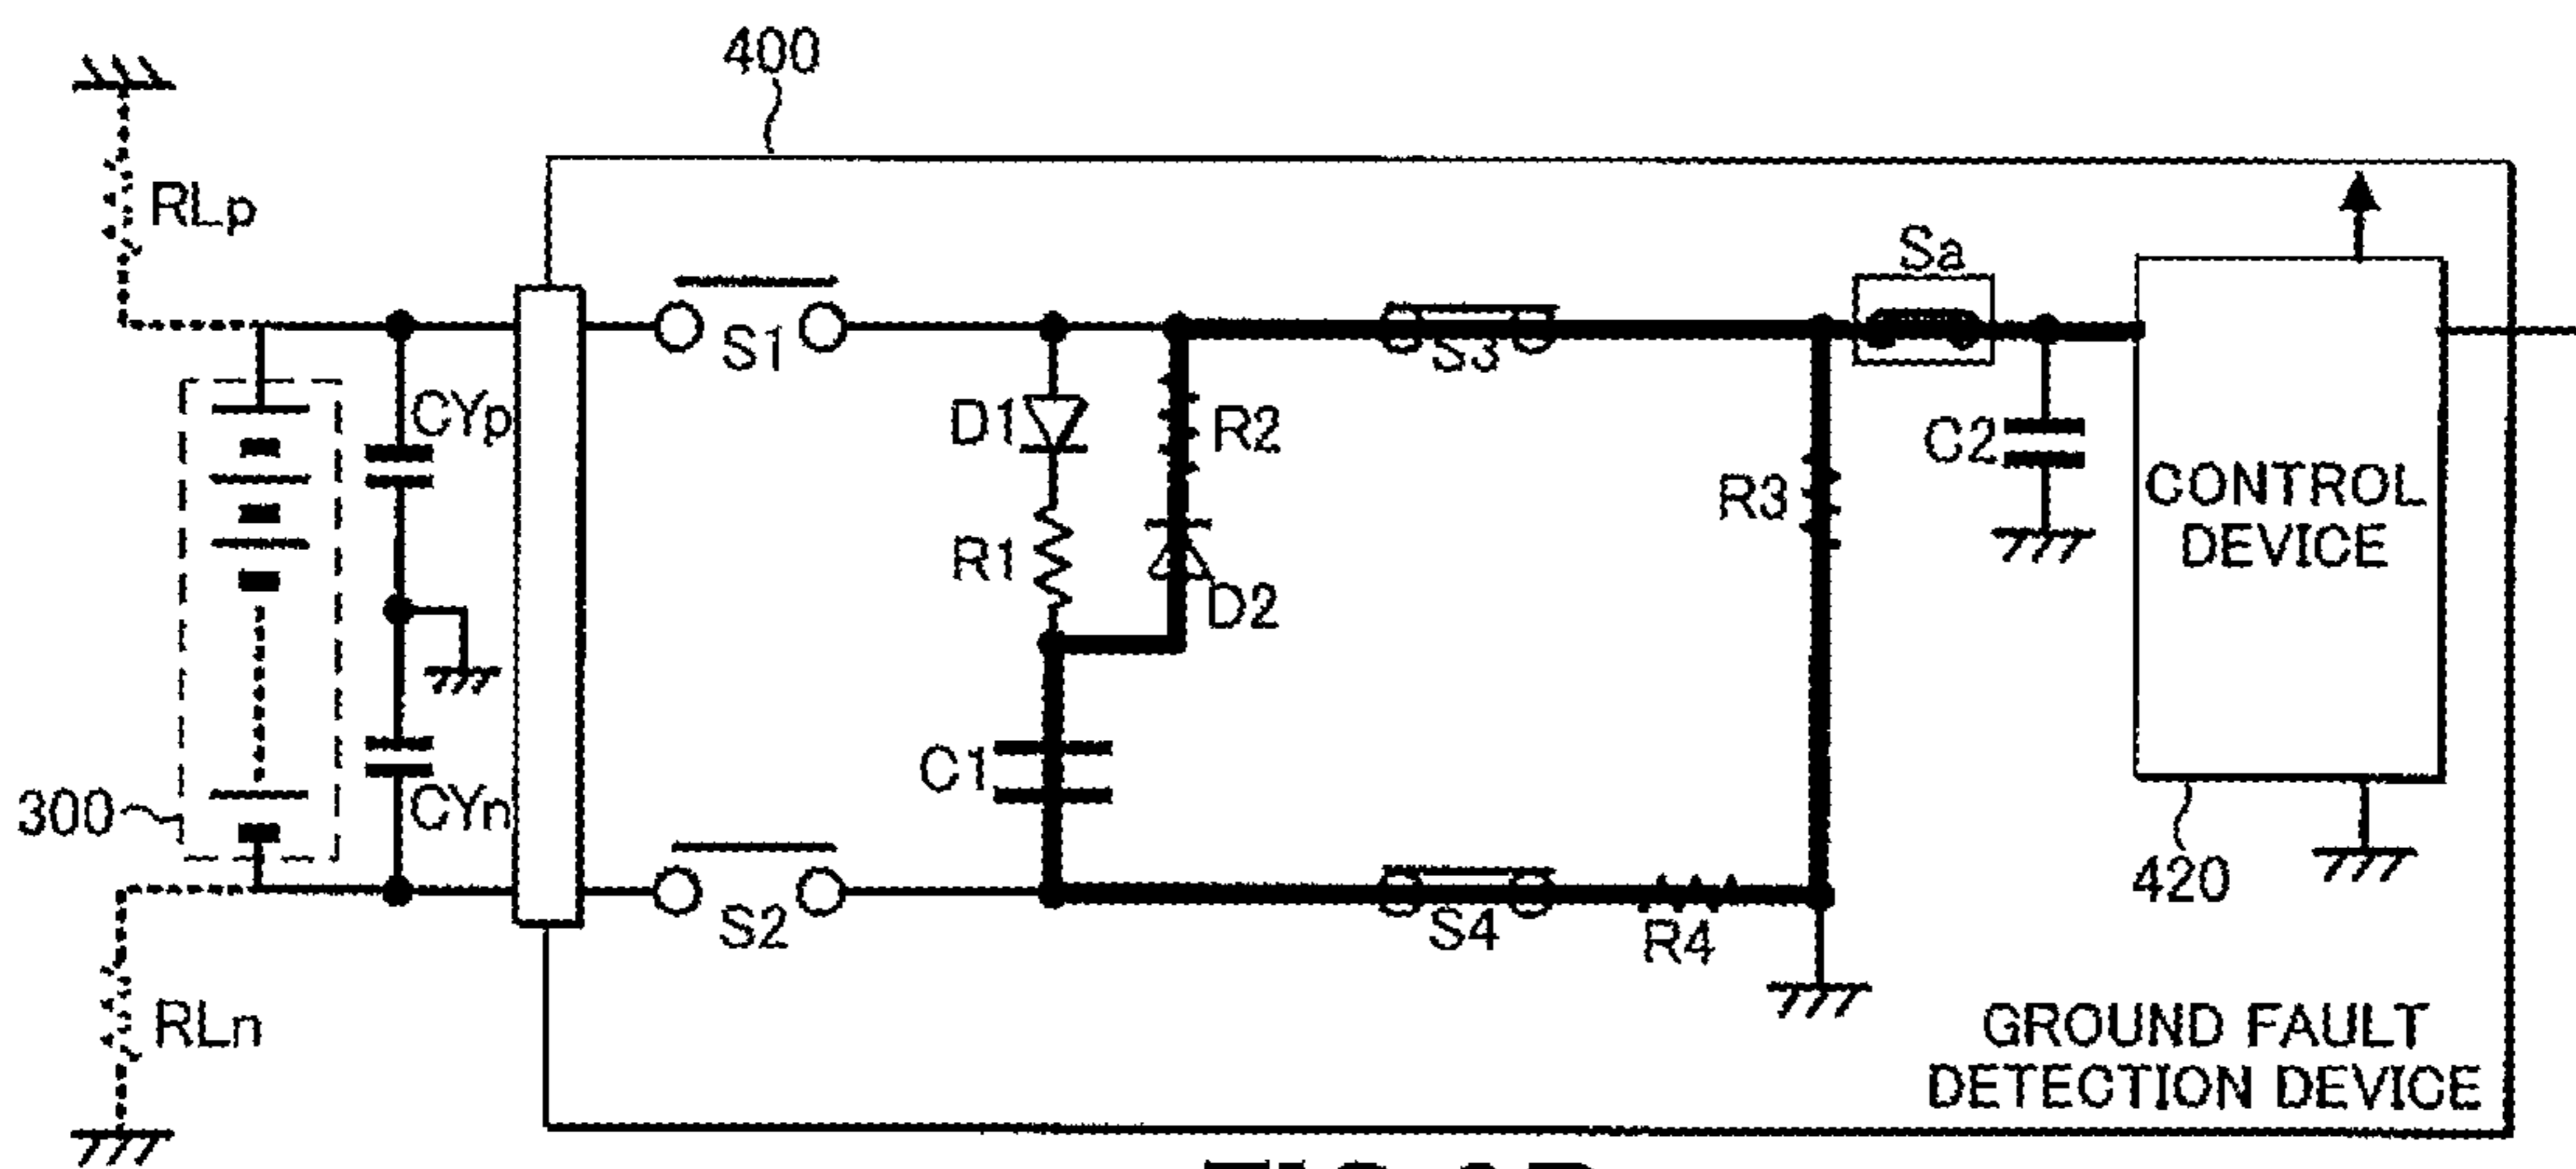 400
RLp
Sa
S1
S3
CYp
D1
R2
C2
R3
CONTROL
DEVICE
R1
D2
C1
300
CYn
420
S2
S4
R4
RLn
GROUND FAULT
DETECTION DEVICE